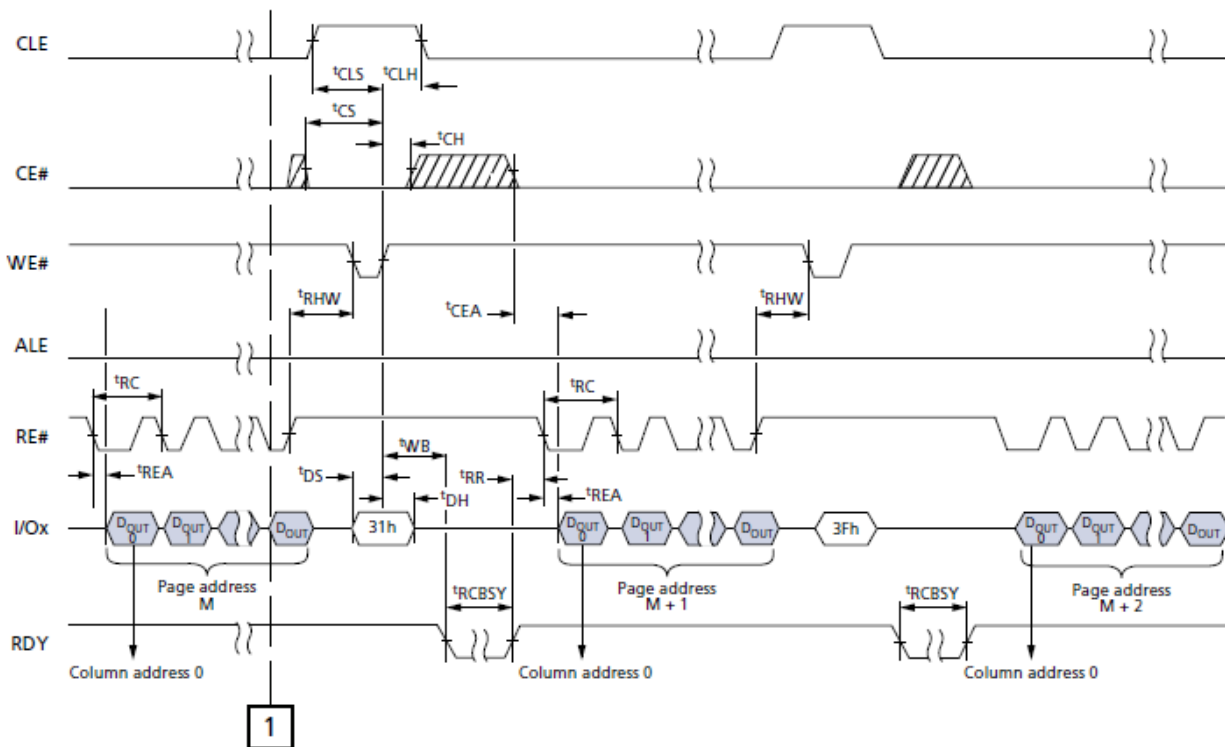 CLE
tCLS tCLH
tCS
tCH
CE#
WE#
tRHW
tCEA
tRHW
ALE
tRC
tRC
RE#
tWB
tREA
tDS
tRR
tDH
tREA
I/Ox
DOUT
0
DOUT
1
DOUT
31h
DOUT
0
DOUT
1
DOUT
3Fh
DOUT
0
DOUT
1
DOUT
Page address
M
Page address
M + 1
Page address
M + 2
tRCBSY
tRCBSY
RDY
Column address 0
Column address 0
Column address 0
1